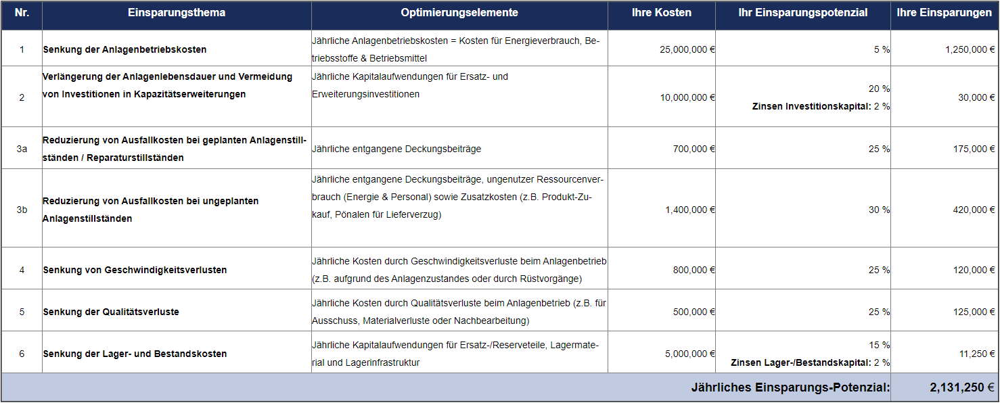 Nr. Einsparungsthema Optimierungselemente Ihre Kosten Ihr Einsparungspotenzial Ihre Einsparungen
1
Senkung der Anlagenbetriebskosten
Jährliche Anlagenbetriebskosten = Kosten für Energieverbrauch, Be-
triebsstoffe & Betriebsmittel
25,000,000 €
5 %
1,250,000 €
2
Verlängerung der Anlagenlebensdauer und Vermeidung
von Investitionen in Kapazitätserweiterungen
Jährliche Kapitalaufwendungen für Ersatz- und
Erweiterungsinvestitionen
10,000,000 €
20 %
Zinsen Investitionskapital: 2 %
30,000 €
3a
Reduzierung von Ausfallkosten bei geplanten Anlagenstill-
ständen / Reparaturstillständen
Jährliche entgangene Deckungsbeiträge
700,000 €
25 %
175,000 €
3b
Reduzierung von Ausfallkosten bei ungeplanten
Anlagenstillständen
Jährliche entgangene Deckungsbeiträge, ungenutzer Ressourcenver-
brauch (Energie & Personal) sowie Zusatzkosten (z.B. Produkt-Zu-
kauf, Pönalen für Lieferverzug)
1,400,000 €
30 %
420,000 €
4
Senkung von Geschwindigkeitsverlusten
Jährliche Kosten durch Geschwindigkeitsverluste beim Anlagenbetrieb
(z.B. aufgrund des Anlagenzustandes oder durch Rüstvorgänge)
800,000 €
25 %
120,000 €
5
Senkung der Qualitätsverluste
Jährliche Kosten durch Qualitätsverluste beim Anlagenbetrieb (z.B. für
Ausschuss, Materialverluste oder Nachbearbeitung)
500,000 €
25 %
125,000 €
6
Senkung der Lager- und Bestandskosten
Jährliche Kapitalaufwendungen für Ersatz-/Reserveteile, Lagermate-
rial und Lagerinfrastruktur
5,000,000 €
15 %
Zinsen Lager-/Bestandskapital: 2 %
11,250 €
Jährliches Einsparungs-Potenzial: 2,131,250 €